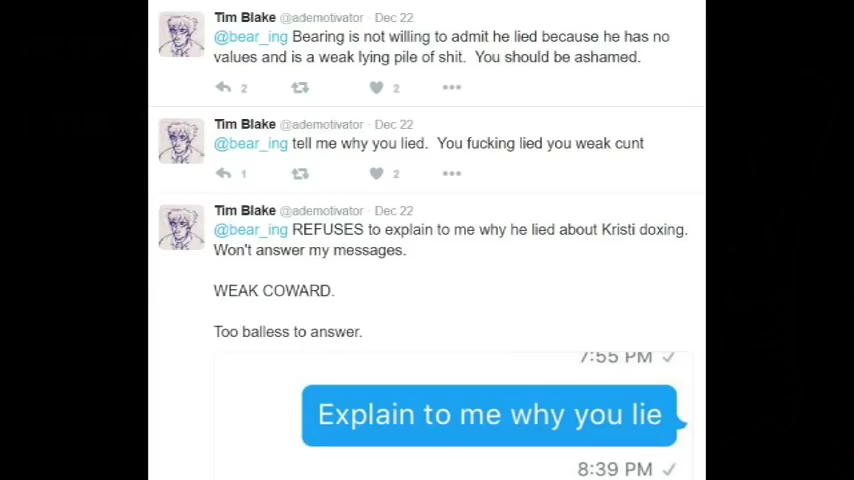 Tim Blake @ademotivator · Dec 22
@bear_ing Bearing is not willing to admit he lied because he has no
values and is a weak lying pile of shit.  You should be ashamed.
2 2
Tim Blake @ademotivator · Dec 22
@bear_ing tell me why you lied.  You fucking lied you weak cunt
1 2
Tim Blake @ademotivator · Dec 22
@bear_ing REFUSES to explain to me why he lied about Kristi doxing.
Won't answer my messages.
WEAK COWARD.
Too balless to answer.
7:55 PM ✓
Explain to me why you lie
8:39 PM ✓